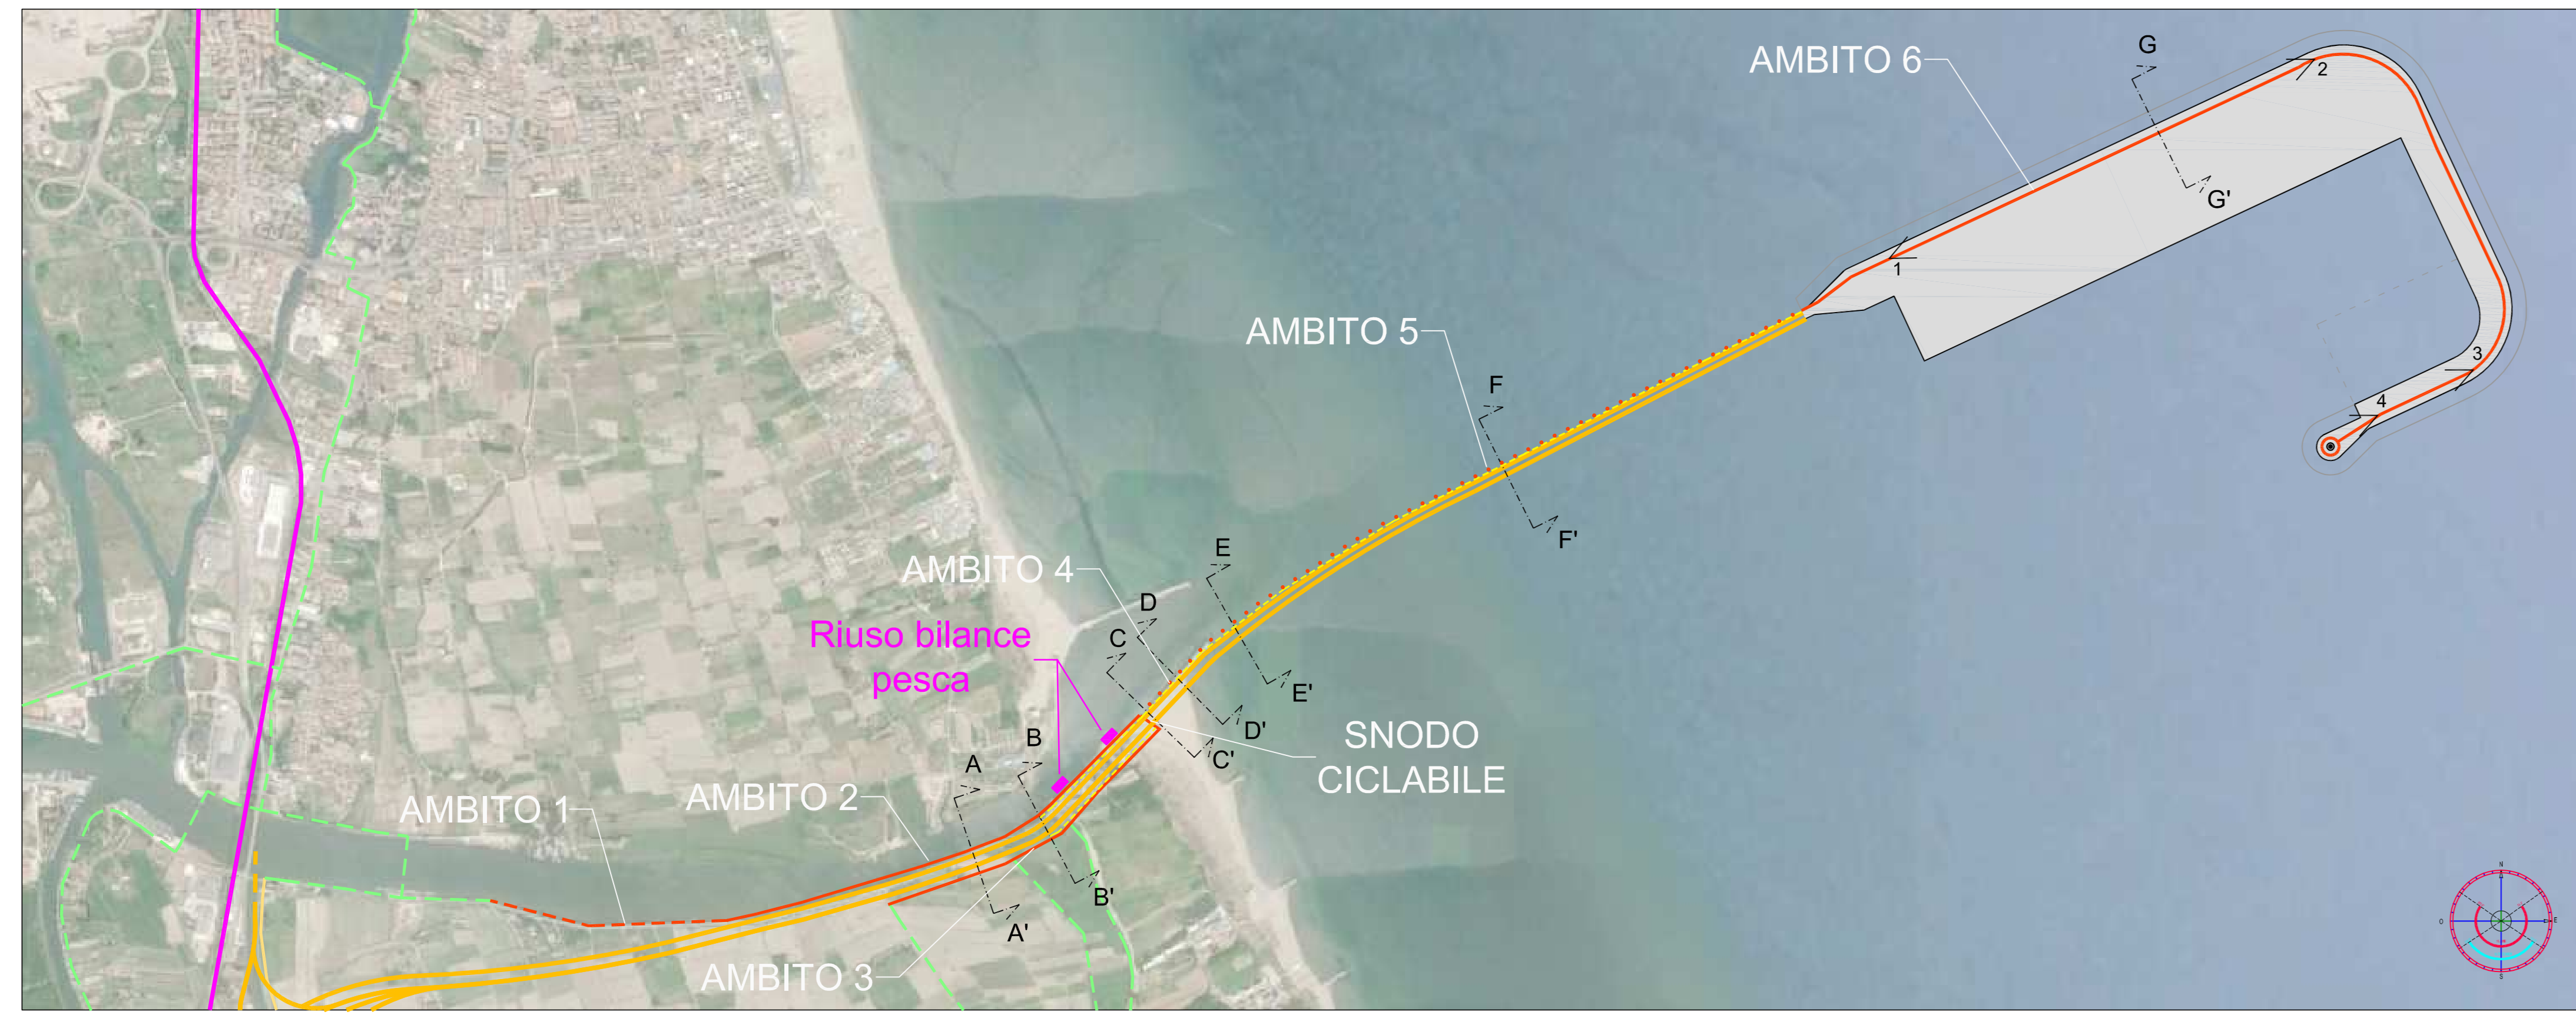 AMBITO 6
G
2
G'
1
AMBITO 5
3
F
4
F'
AMBITO 4
E
D
C
Riuso bilance
pesca
E'
D'
C'
SNODO
CICLABILE
B
A
AMBITO 1
AMBITO 2
B'
A'
AMBITO 3
N
O
E
S